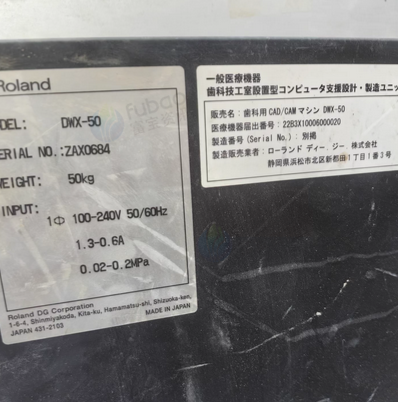 Roland
DEL: DWX-50
ERIAL NO.:ZAX0684
EIGHT: 50kg
INPUT:
1Φ 100-240V 50/60Hz
1.3-0.6A
0.02-0.2MPa
Roland DG Corporation
1-6-4, Shinmiyakoda, Kita-ku, Hamamatsu-shi, Shizuoka-ken,
JAPAN 431-2103 MADE IN JAPAN
一般医療機器
歯科技工室設置型コンピュータ支援設計・製造ユニッ
販売名：歯科用 CAD/CAM マシン DWX-50
医療機器届出番号：22B3X10006000020
製造番号 (Serial No.)：別掲
製造販売業者：ローランド ディー．ジー．株式会社
静岡県浜松市北区新都田1丁目1番3号